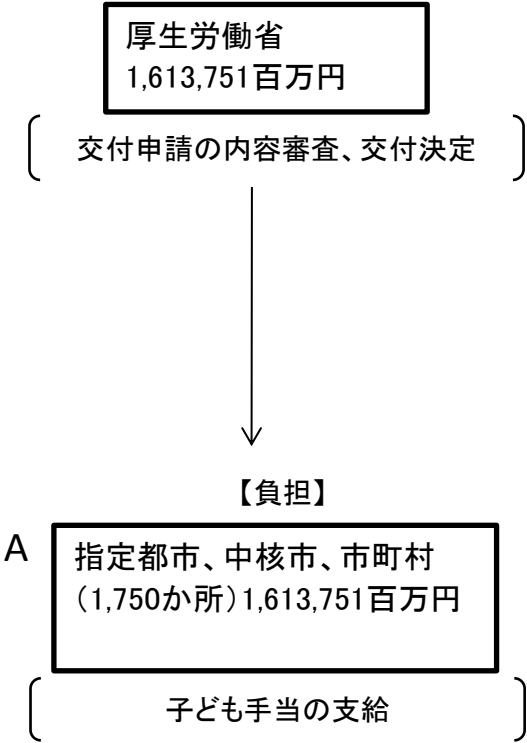 厚生労働省
1,613,751百万円
交付申請の内容審査、交付決定
【負担】
A
指定都市、中核市、市町村
（1,750か所）1,613,751百万円
子ども手当の支給